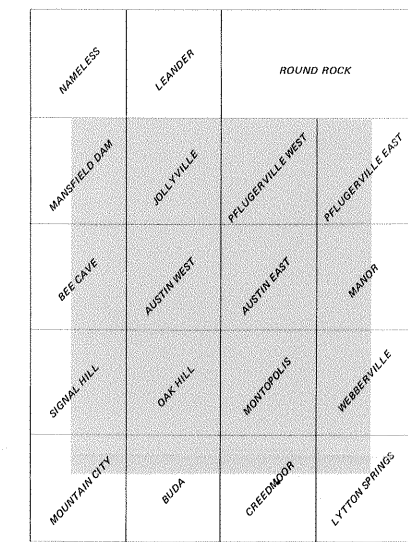 NAMELESS
LEANDER
ROUND ROCK
MANSFIELD DAM
JOLLYVILLE
PFLUGERVILLE WEST
PFLUGERVILLE EAST
BEE CAVE
AUSTIN WEST
AUSTIN EAST
MANOR
SIGNAL HILL
OAK HILL
MONTOPOLIS
WEBBERVILLE
MOUNTAIN CITY
BUDA
CREEDMOOR
LYTTON SPRINGS